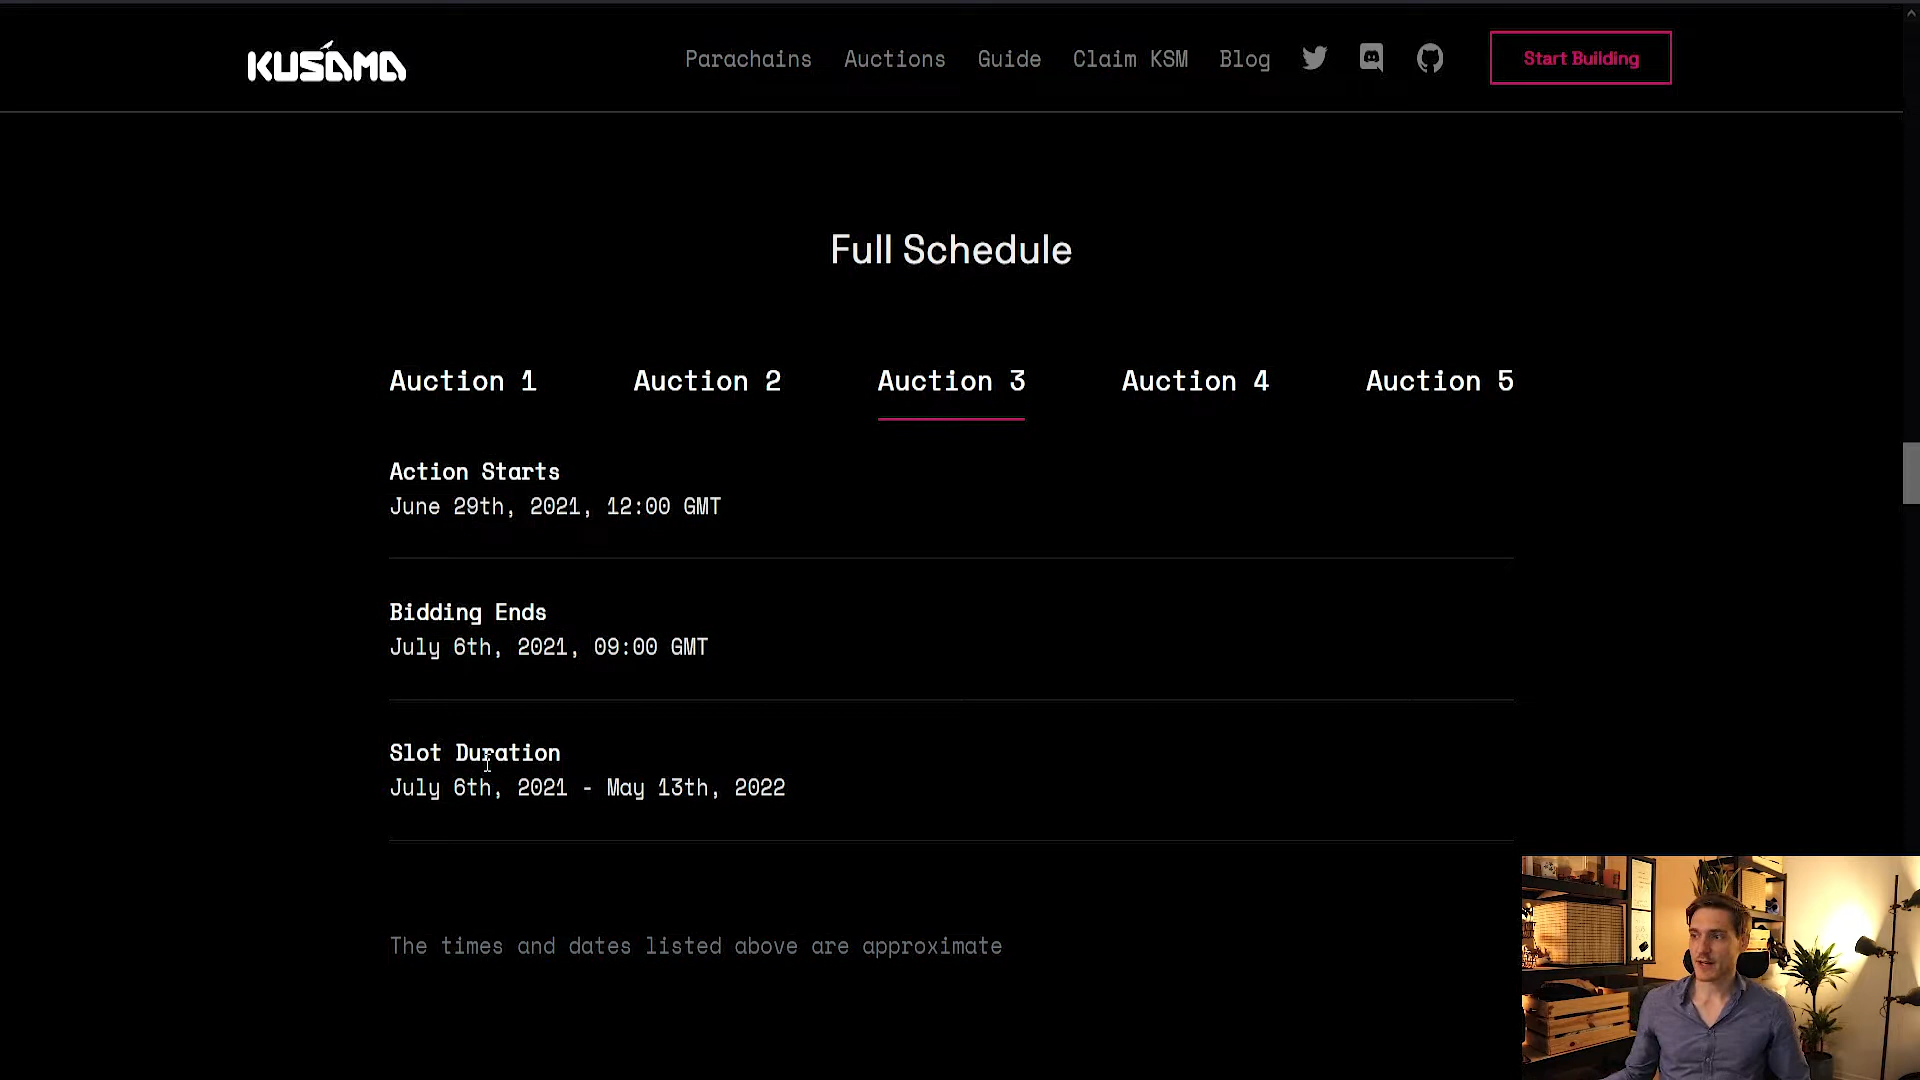 KUSAMA
Parachains Auctions Guide Claim KSM Blog Start Building
Full Schedule
Auction 1 Auction 2 Auction 3 Auction 4 Auction 5
Action Starts
June 29th, 2021, 12:00 GMT
Bidding Ends
July 6th, 2021, 09:00 GMT
Slot Duration
July 6th, 2021 - May 13th, 2022
The times and dates listed above are approximate